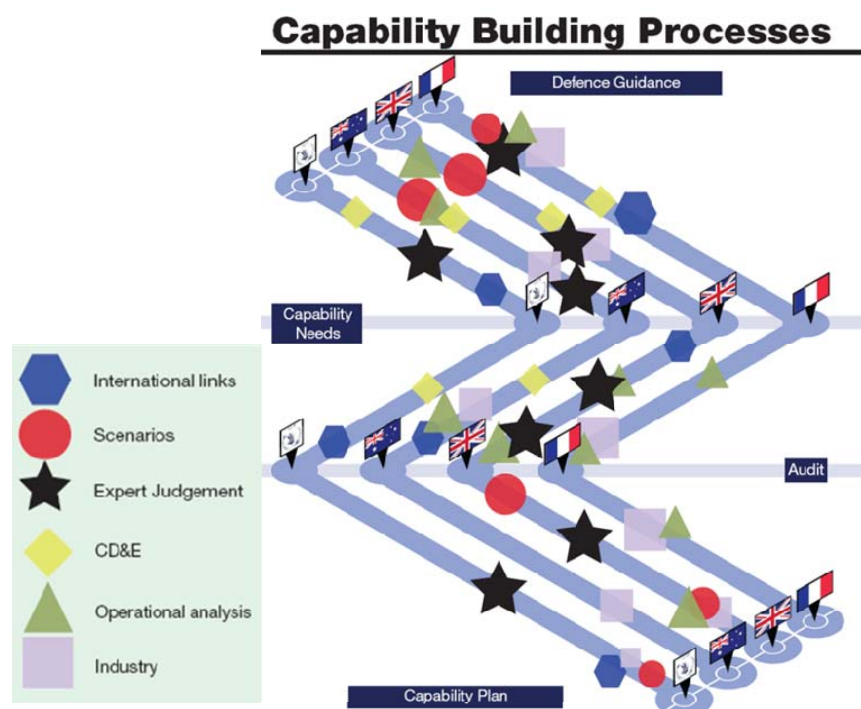 Capability Building Processes
Defence Guidance
Capability
Needs
International links
Scenarios
Expert Judgement
Audit
CD&E
Operational analysis
Industry
Capability Plan